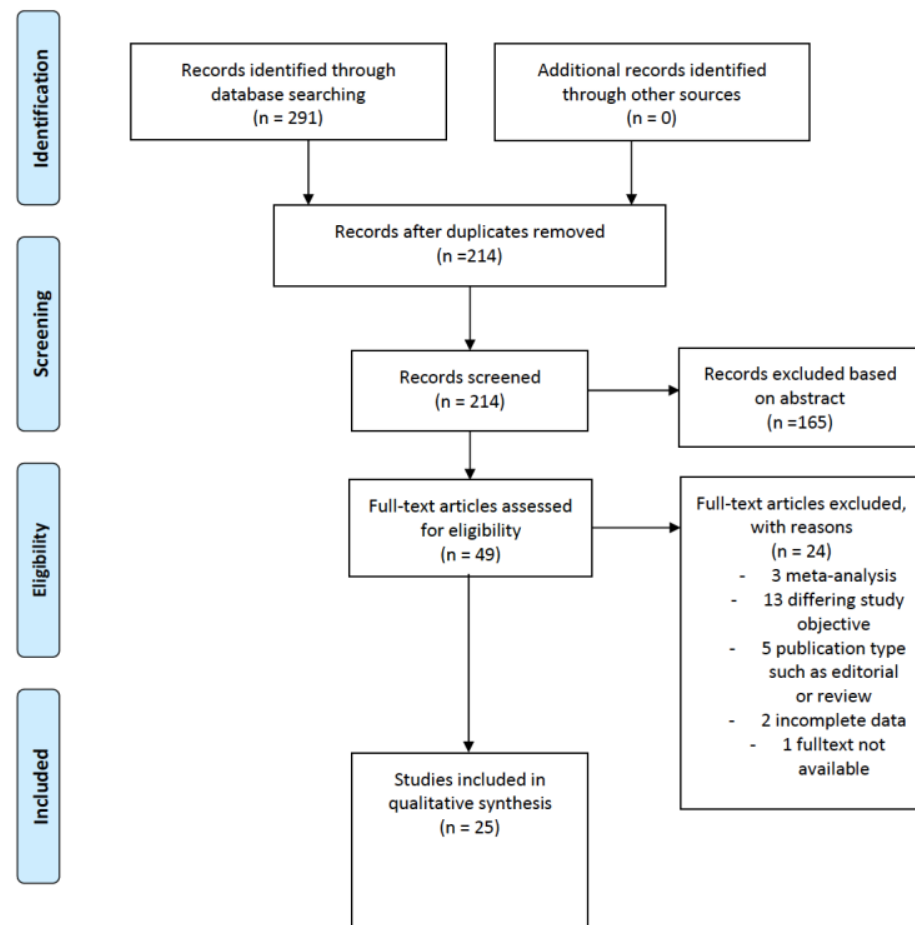 Identification
Records identified through
database searching
(n = 291)
Additional records identified
through other sources
(n = 0)
Records after duplicates removed
(n =214)
Screening
Records screened
(n = 214)
Records excluded based
on abstract
(n =165)
Eligibility
Full-text articles assessed
for eligibility
(n = 49)
Full-text articles excluded,
with reasons
(n = 24)
- 3 meta-analysis
- 13 differing study
objective
- 5 publication type
such as editorial
or review
- 2 incomplete data
- 1 fulltext not
available
Included
Studies included in
qualitative synthesis
(n = 25)